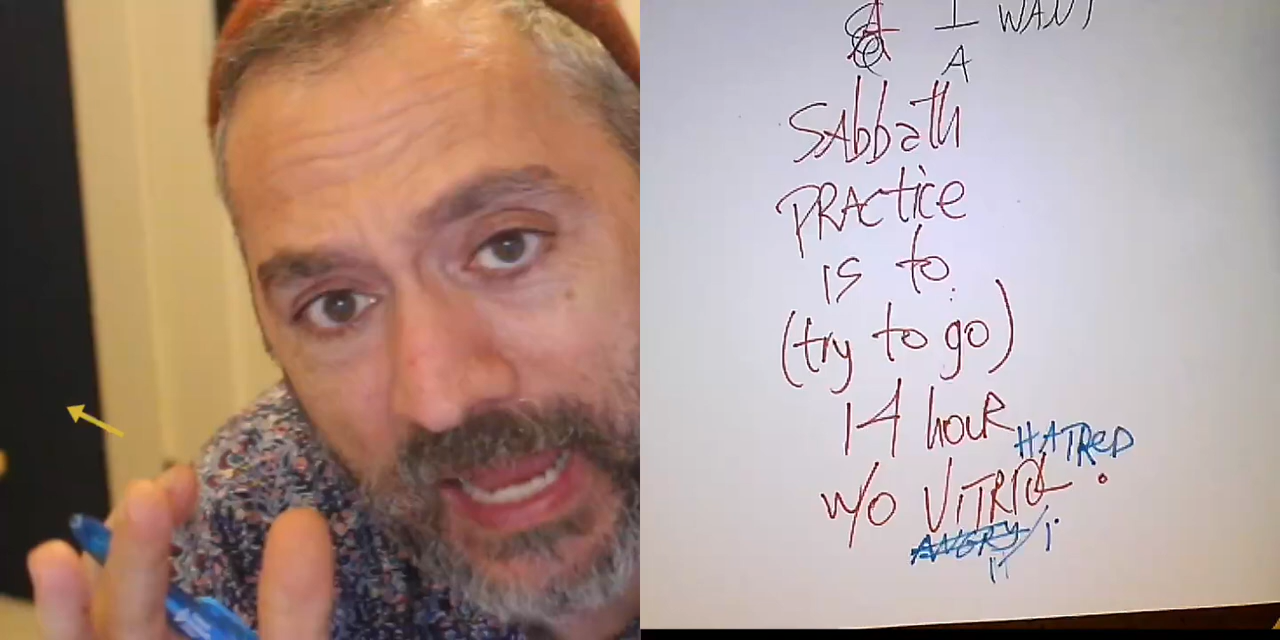 A I WANT
A
Sabbath
PRActice
is to
(try to go)
14 hour
HATReD
w/o VITRIOL.
ANGRY/